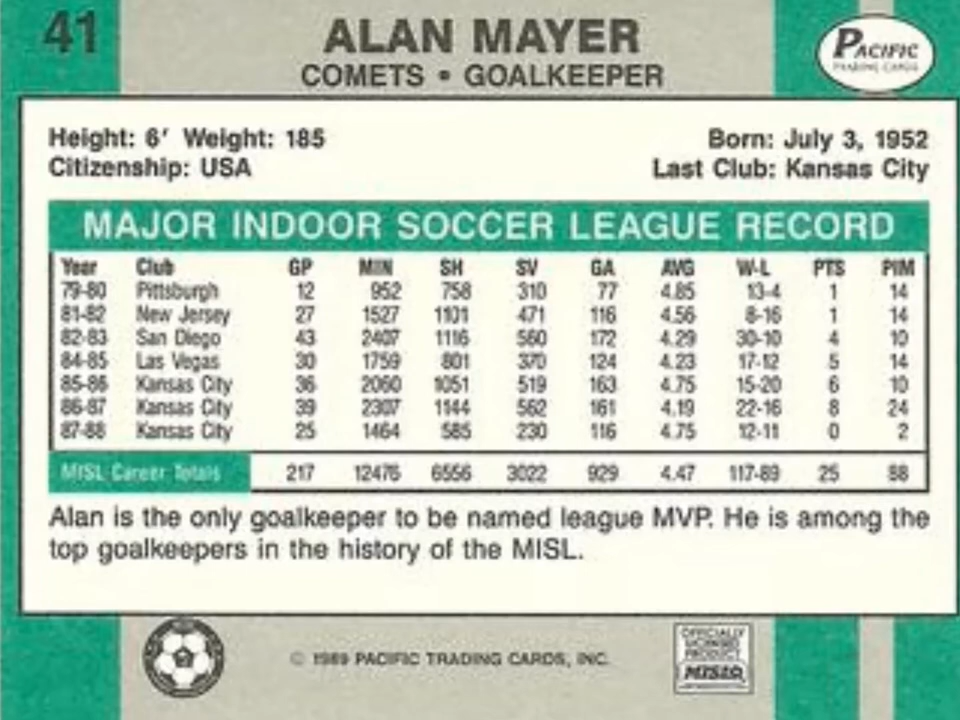 41
ALAN MAYER
COMETS • GOALKEEPER
PACIFIC
TRADING CARDS
Height: 6' Weight: 185
Citizenship: USA
Born: July 3, 1952
Last Club: Kansas City
MAJOR INDOOR SOCCER LEAGUE RECORD
Year Club GP MIN SH SV GA AVG W-L PTS PIM
79-80 Pittsburgh 12 952 758 310 77 4.85 13-4 1 14
81-82 New Jersey 27 1527 1101 471 116 4.56 8-16 1 14
82-83 San Diego 43 2407 1116 560 172 4.29 30-10 4 10
84-85 Las Vegas 30 1759 801 370 124 4.23 17-12 5 14
85-86 Kansas City 36 2060 1051 519 163 4.75 15-20 6 10
86-87 Kansas City 39 2307 1144 562 161 4.19 22-16 8 24
87-88 Kansas City 25 1464 585 230 116 4.75 12-11 0 2
MISL Career Totals 217 12476 6556 3022 929 4.47 117-89 25 88
Alan is the only goalkeeper to be named league MVP. He is among the
top goalkeepers in the history of the MISL.
© 1989 PACIFIC TRADING CARDS, INC.
OFFICIALLY
LICENSED
PRODUCT